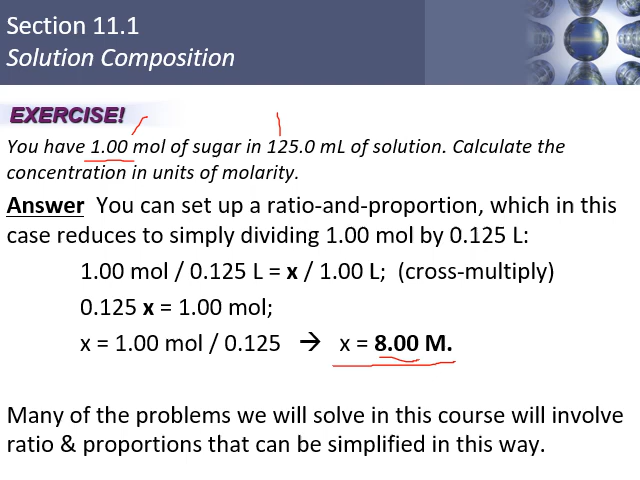 Section 11.1
Solution Composition
EXERCISE!
You have 1.00 mol of sugar in 125.0 mL of solution. Calculate the
concentration in units of molarity.
Answer  You can set up a ratio-and-proportion, which in this
case reduces to simply dividing 1.00 mol by 0.125 L:
1.00 mol / 0.125 L = x / 1.00 L;  (cross-multiply)
0.125 x = 1.00 mol;
x = 1.00 mol / 0.125 → x = 8.00 M.
Many of the problems we will solve in this course will involve
ratio & proportions that can be simplified in this way.